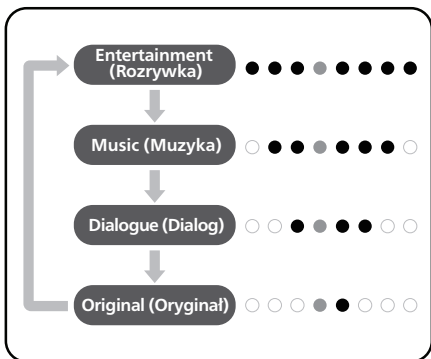 Entertainment
(Rozrywka)
Music (Muzyka)
Dialogue (Dialog)
Original (Oryginał)